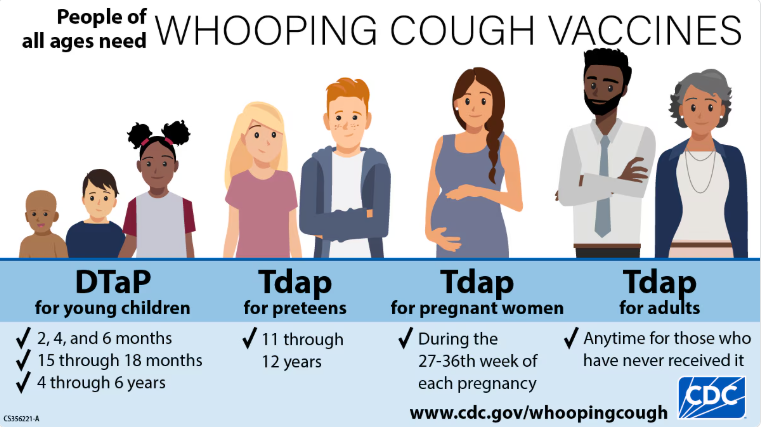 People of
all ages need
WHOOPING COUGH VACCINES
DTaP
for young children
✓ 2, 4, and 6 months
✓ 15 through 18 months
✓ 4 through 6 years
Tdap
for preteens
✓ 11 through
12 years
Tdap
for pregnant women
✓ During the
27-36th week of
each pregnancy
Tdap
for adults
✓ Anytime for those who
have never received it
www.cdc.gov/whoopingcough
CDC
CS356221-A